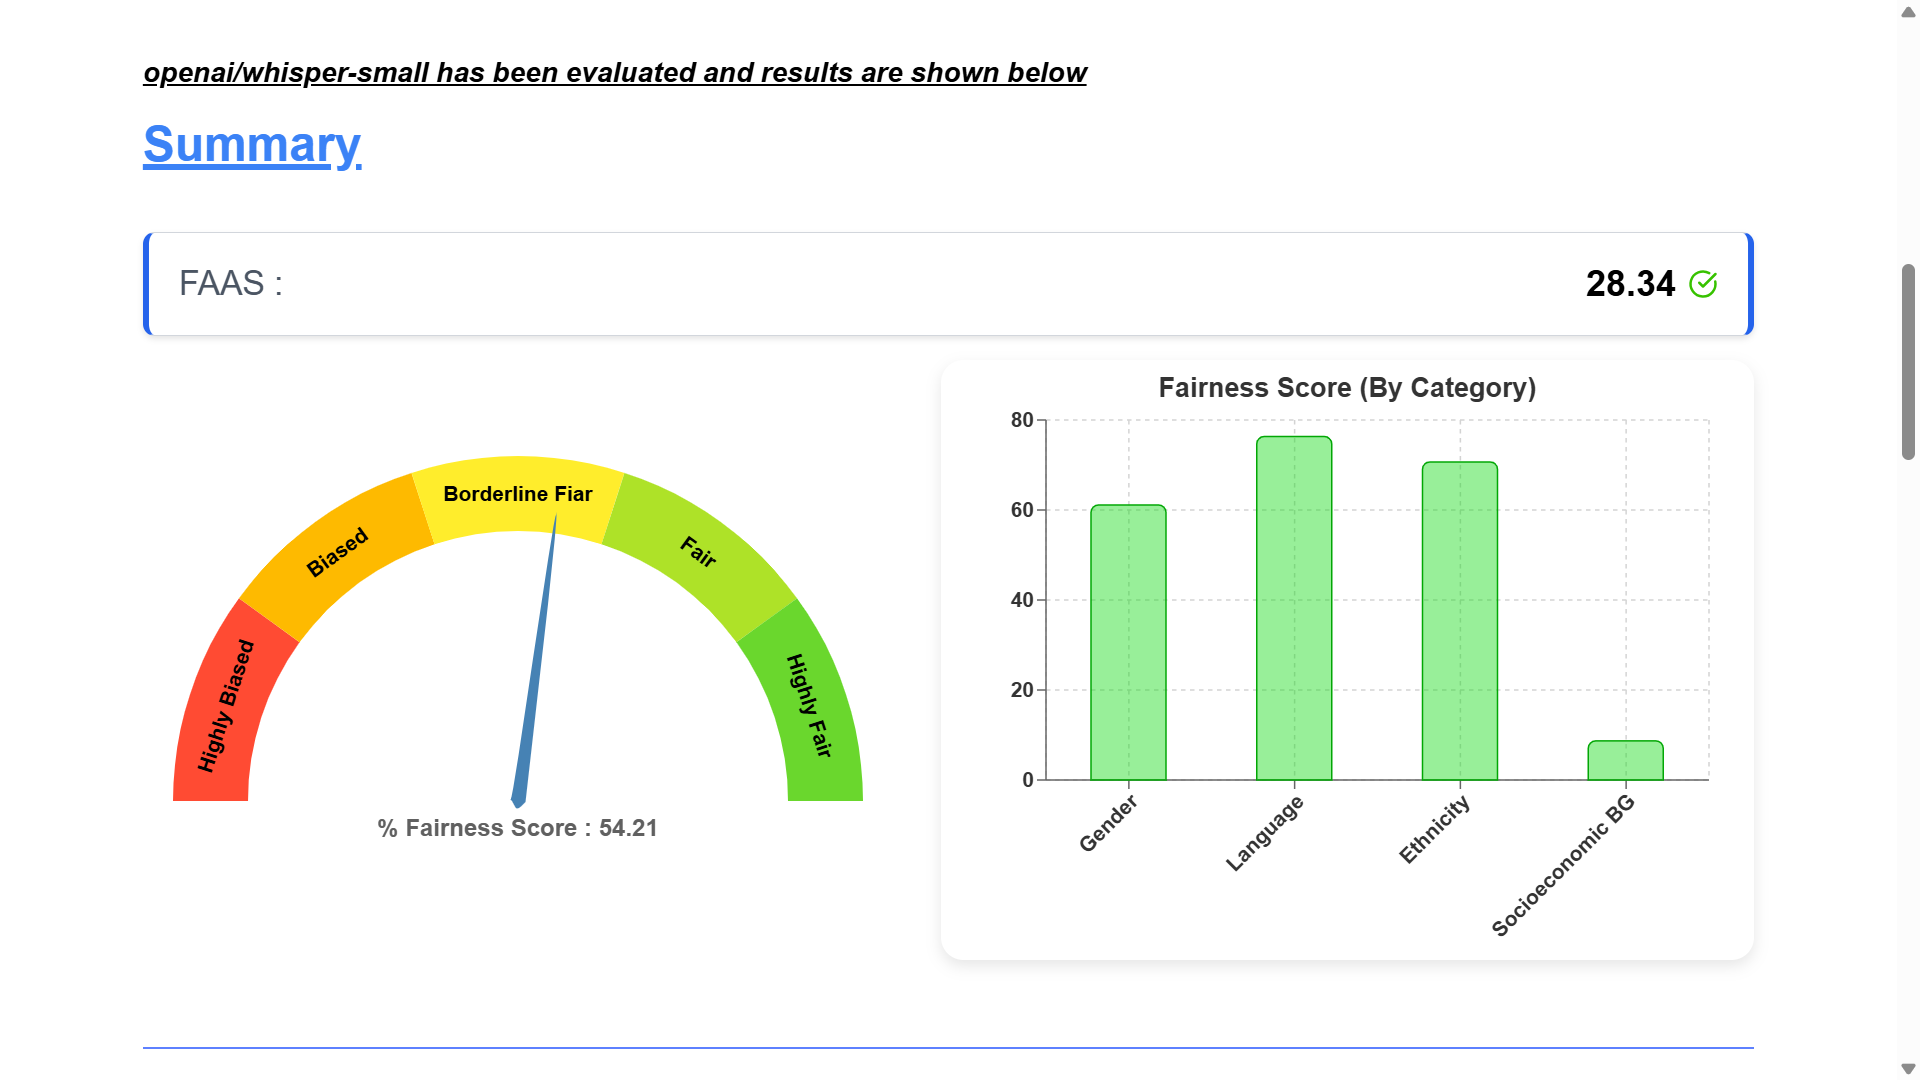 openai/whisper-small has been evaluated and results are shown below
Summary
FAAS :
28.34
Highly Biased
Biased
Borderline Fiar
Fair
Highly Fair
% Fairness Score : 54.21
Fairness Score (By Category)
80
60
40
20
0
Gender
Language
Ethnicity
Socioeconomic BG